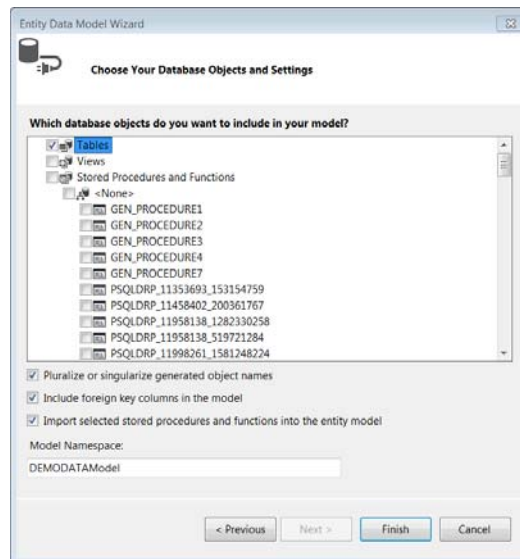 Entity Data Model Wizard
Choose Your Database Objects and Settings
Which database objects do you want to include in your model?
Tables
Views
Stored Procedures and Functions
<None>
GEN_PROCEDURE1
GEN_PROCEDURE2
GEN_PROCEDURE3
GEN_PROCEDURE4
GEN_PROCEDURE7
PSQLDRP_11353693_153154759
PSQLDRP_11458402_200361767
PSQLDRP_11958138_1282330258
PSQLDRP_11958138_519721284
PSQLDRP_11998261_1581248224
Pluralize or singularize generated object names
Include foreign key columns in the model
Import selected stored procedures and functions into the entity model
Model Namespace:
DEMODATAModel
< Previous Next > Finish Cancel